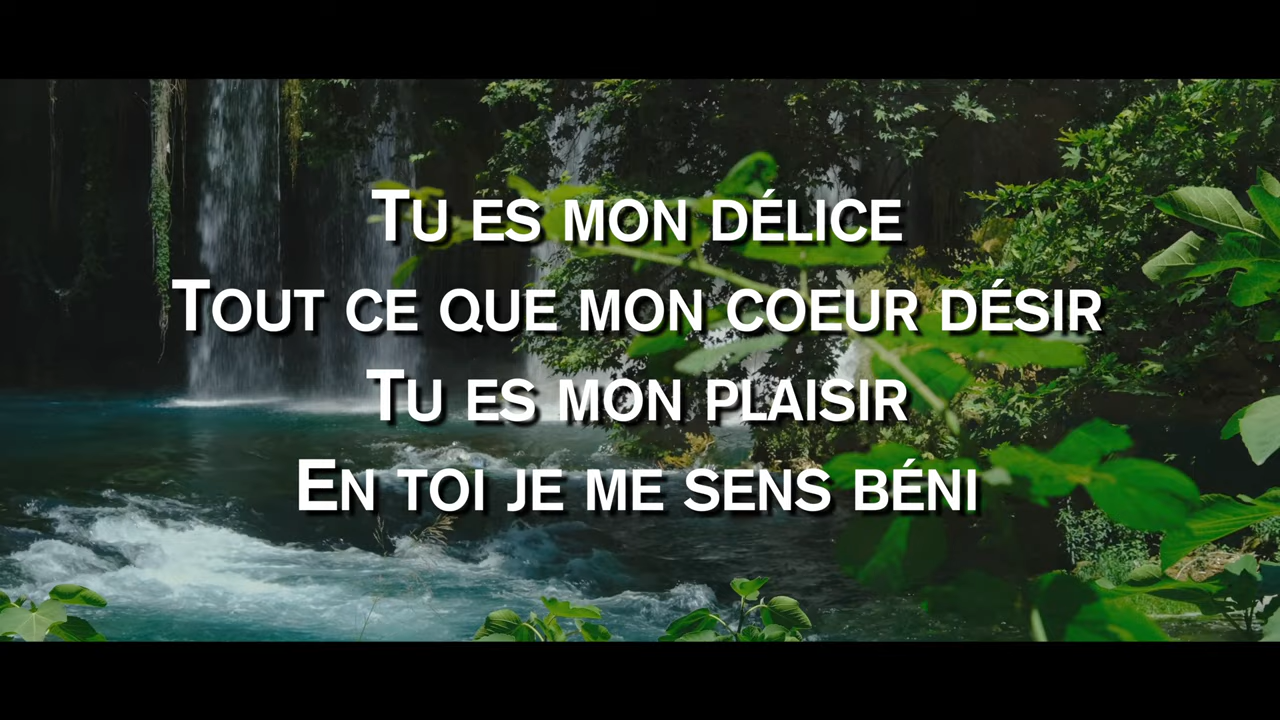 Tu es mon délice
Tout ce que mon coeur désir
Tu es mon plaisir
En toi je me sens béni